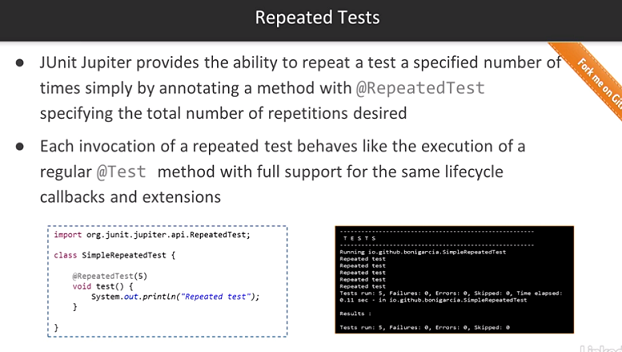 Repeated Tests
● JUnit Jupiter provides the ability to repeat a test a specified number of
times simply by annotating a method with @RepeatedTest
specifying the total number of repetitions desired
● Each invocation of a repeated test behaves like the execution of a
regular @Test method with full support for the same lifecycle
callbacks and extensions
Fork me on Git
import org.junit.jupiter.api.RepeatedTest;
class SimpleRepeatedTest {
@RepeatedTest(5)
void test() {
System.out.println("Repeated test");
}
}
-------------------------------------------------------
T E S T S
-------------------------------------------------------
Running io.github.bonigarcia.SimpleRepeatedTest
Repeated test
Repeated test
Repeated test
Repeated test
Repeated test
Tests run: 5, Failures: 0, Errors: 0, Skipped: 0, Time elapsed:
0.11 sec - in io.github.bonigarcia.SimpleRepeatedTest
Results :
Tests run: 5, Failures: 0, Errors: 0, Skipped: 0